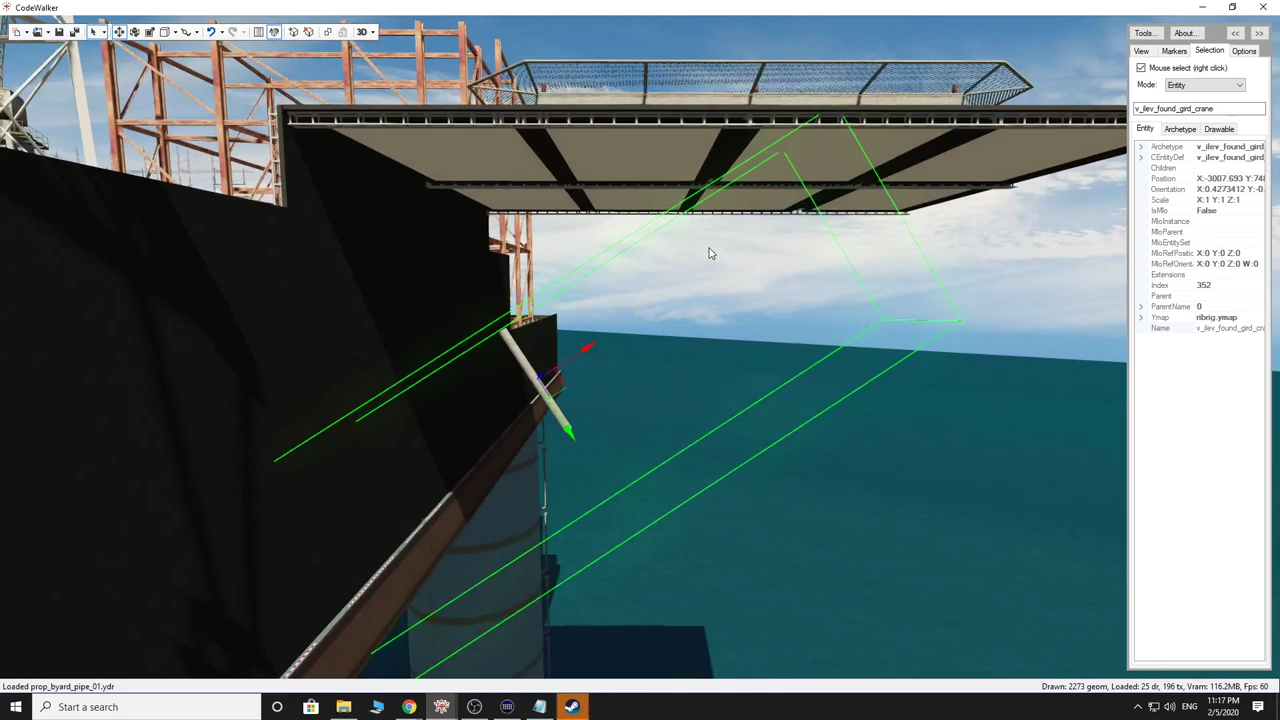 CodeWalker
3D
Tools...
About...
<<
>>
View
Markers
Selection
Options
Mouse select (right click)
Mode:
Entity
v_ilev_found_gird_crane
Entity
Archetype
Drawable
Archetype v_ilev_found_gird
CEntityDef v_ilev_found_gird
Children
Position X:-3007.693 Y:748
Orientation X:0.4273412 Y:-0.
Scale X:1 Y:1 Z:1
IsMlo False
MloInstance
MloParent
MloEntitySet
MloRefPositic X:0 Y:0 Z:0
MloRefOrient X:0 Y:0 Z:0 W:0
Extensions
Index 352
Parent
ParentName 0
Ymap nbrig.ymap
Name v_ilev_found_gird_cra
Loaded prop_byard_pipe_01.ydr
Drawn: 2273 geom, Loaded: 25 dr, 196 tx, Vram: 116.2MB, Fps: 60
Start a search
ENG
11:17 PM
2/5/2020